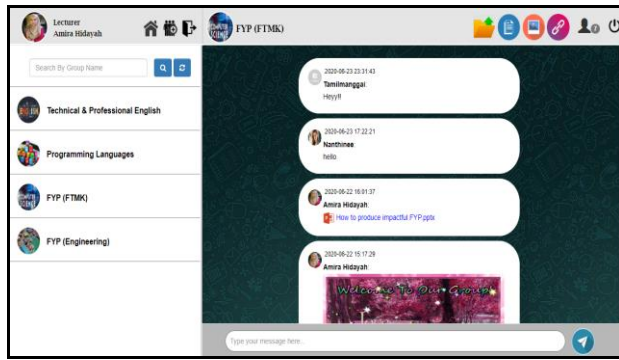 Lecturer
Amira Hidayah
FYP (FTMK)
Search By Group Name
Technical & Professional English
Programming Languages
FYP (FTMK)
FYP (Engineering)
2020-06-23 23:31:43
Tamilmanggai:
Heyy!!
2020-06-23 17:22:21
Nanthinee:
hello
2020-06-22 16:01:37
Amira Hidayah:
How to produce impactful FYP.pptx
2020-06-22 15:17:29
Amira Hidayah:
Welcome To Our Group
Type your message here..